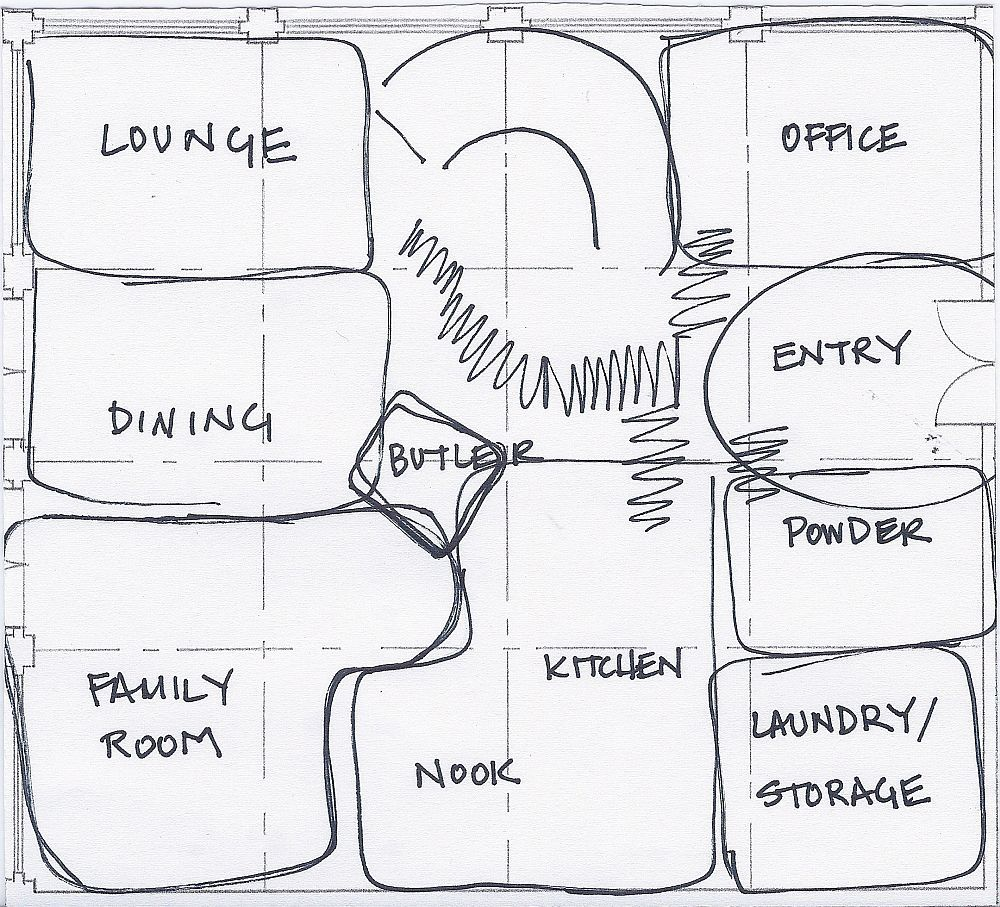 LOUNGE
OFFICE
ENTRY
DINING
BUTLER
POWDER
FAMILY
ROOM
KITCHEN
NOOK
LAUNDRY/
STORAGE